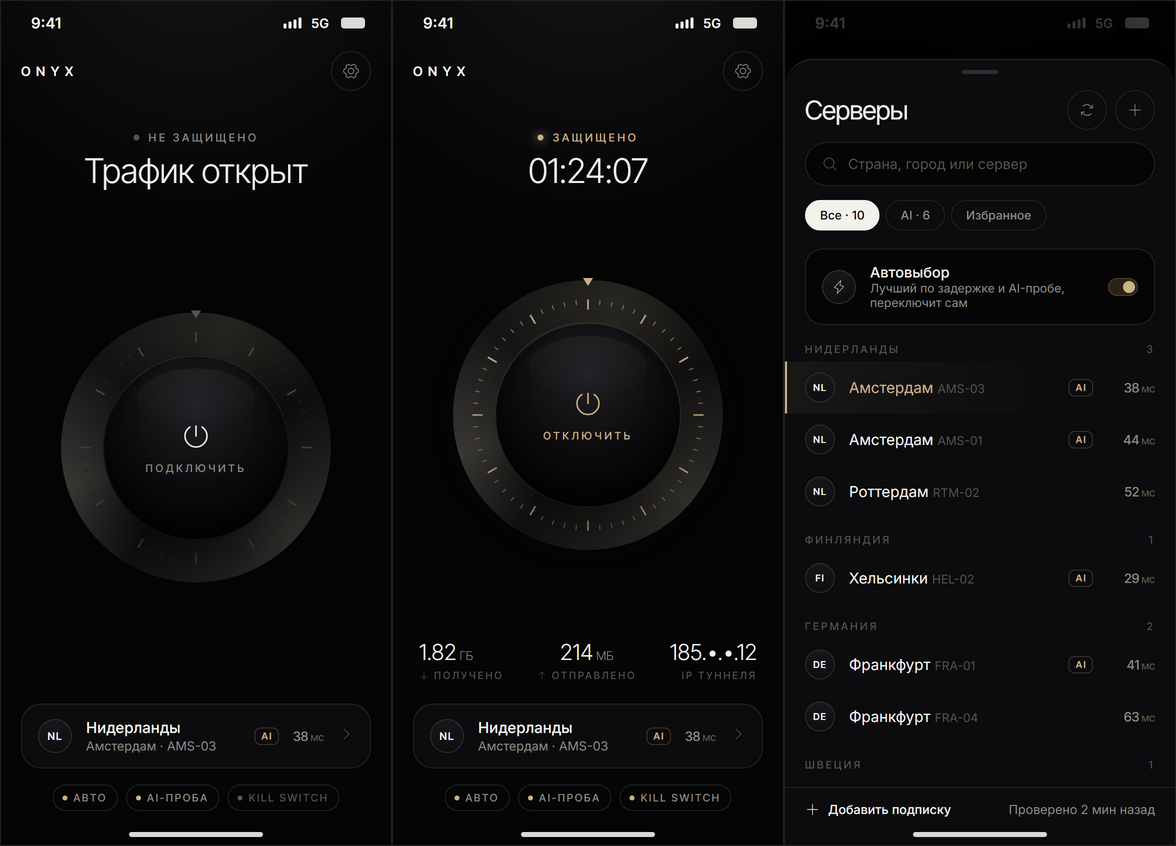 9:41 5G
ONYX
НЕ ЗАЩИЩЕНО
Трафик открыт
ПОДКЛЮЧИТЬ
NL
Нидерланды
Амстердам · AMS-03
AI
38 мс
АВТО
AI-ПРОБА
KILL SWITCH
9:41 5G
ONYX
ЗАЩИЩЕНО
01:24:07
ОТКЛЮЧИТЬ
1.82 ГБ
↓ ПОЛУЧЕНО
214 МБ
↑ ОТПРАВЛЕНО
185.•.•.12
IP ТУННЕЛЯ
NL
Нидерланды
Амстердам · AMS-03
AI
38 мс
АВТО
AI-ПРОБА
KILL SWITCH
9:41 5G
Серверы
Страна, город или сервер
Все · 10
AI · 6
Избранное
Автовыбор
Лучший по задержке и AI-пробе,
переключит сам
НИДЕРЛАНДЫ 3
NL Амстердам AMS-03 AI 38 мс
NL Амстердам AMS-01 AI 44 мс
NL Роттердам RTM-02 52 мс
ФИНЛЯНДИЯ 1
FI Хельсинки HEL-02 AI 29 мс
ГЕРМАНИЯ 2
DE Франкфурт FRA-01 AI 41 мс
DE Франкфурт FRA-04 63 мс
ШВЕЦИЯ 1
+ Добавить подписку
Проверено 2 мин назад